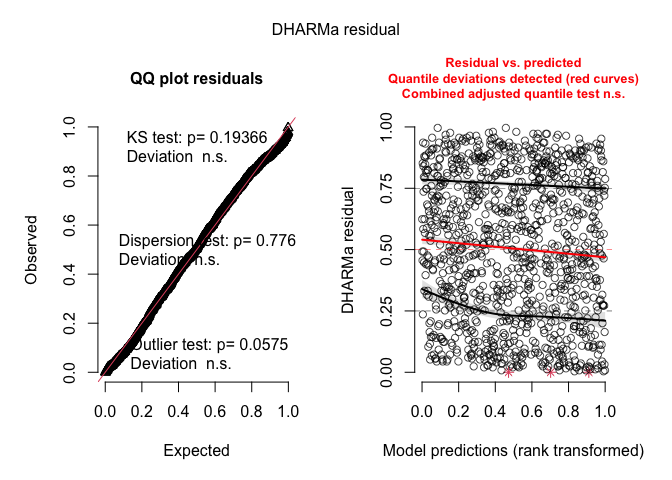 DHARMa residual
QQ plot residuals
KS test: p= 0.19366
Deviation n.s.
Dispersion test: p= 0.776
Deviation n.s.
Outlier test: p= 0.0575
Deviation n.s.
Observed
0.0 0.2 0.4 0.6 0.8 1.0
0.0 0.2 0.4 0.6 0.8 1.0
Expected
Residual vs. predicted
Quantile deviations detected (red curves)
Combined adjusted quantile test n.s.
DHARMa residual
0.00 0.25 0.50 0.75 1.00
0.0 0.2 0.4 0.6 0.8 1.0
Model predictions (rank transformed)